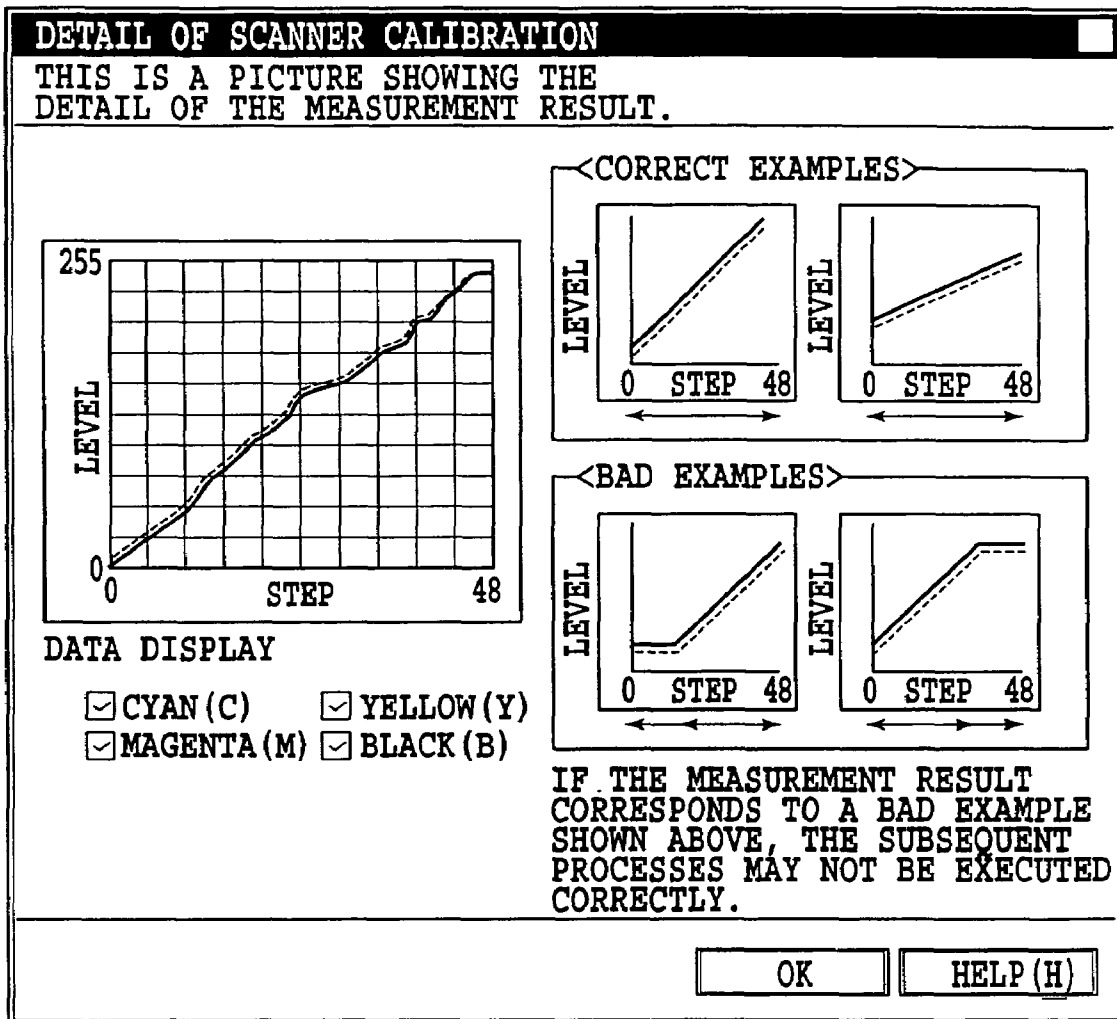 DETAIL OF SCANNER CALIBRATION
THIS IS A PICTURE SHOWING THE
DETAIL OF THE MEASUREMENT RESULT.
255
LEVEL
0
0
STEP
48
DATA DISPLAY
CYAN(C)
YELLOW(Y)
MAGENTA(M)
BLACK(B)
<CORRECT EXAMPLES>
LEVEL
0 STEP 48
LEVEL
0 STEP 48
<BAD EXAMPLES>
LEVEL
0 STEP 48
LEVEL
0 STEP 48
IF THE MEASUREMENT RESULT
CORRESPONDS TO A BAD EXAMPLE
SHOWN ABOVE, THE SUBSEQUENT
PROCESSES MAY NOT BE EXECUTED
CORRECTLY.
OK
HELP(H)